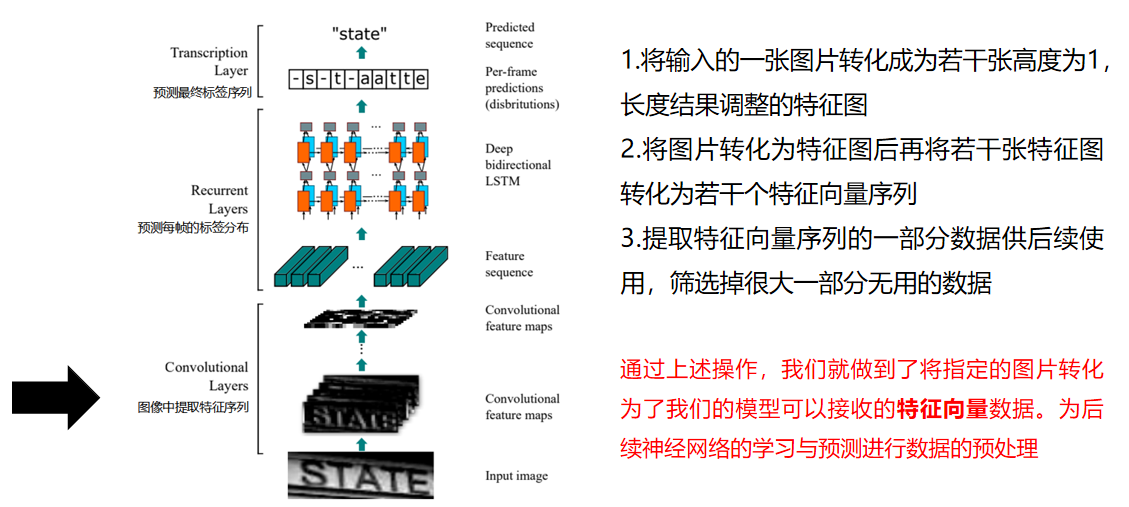 "state"
Predicted
sequence
Transcription
Layer
预测最终标签序列
-s-t-aatte
Per-frame
predictions
(disbritutions)
Recurrent
Layers
预测每帧的标签分布
Deep
bidirectional
LSTM
...
...
...
Feature
sequence
Convolutional
feature maps
Convolutional
Layers
图像中提取特征序列
STATE
Convolutional
feature maps
STATE
Input image
1.将输入的一张图片转化成为若干张高度为1，
长度结果调整的特征图
2.将图片转化为特征图后再将若干张特征图
转化为若干个特征向量序列
3.提取特征向量序列的一部分数据供后续使
用，筛选掉很大一部分无用的数据
通过上述操作，我们就做到了将指定的图片转化
为了我们的模型可以接收的特征向量数据。为后
续神经网络的学习与预测进行数据的预处理